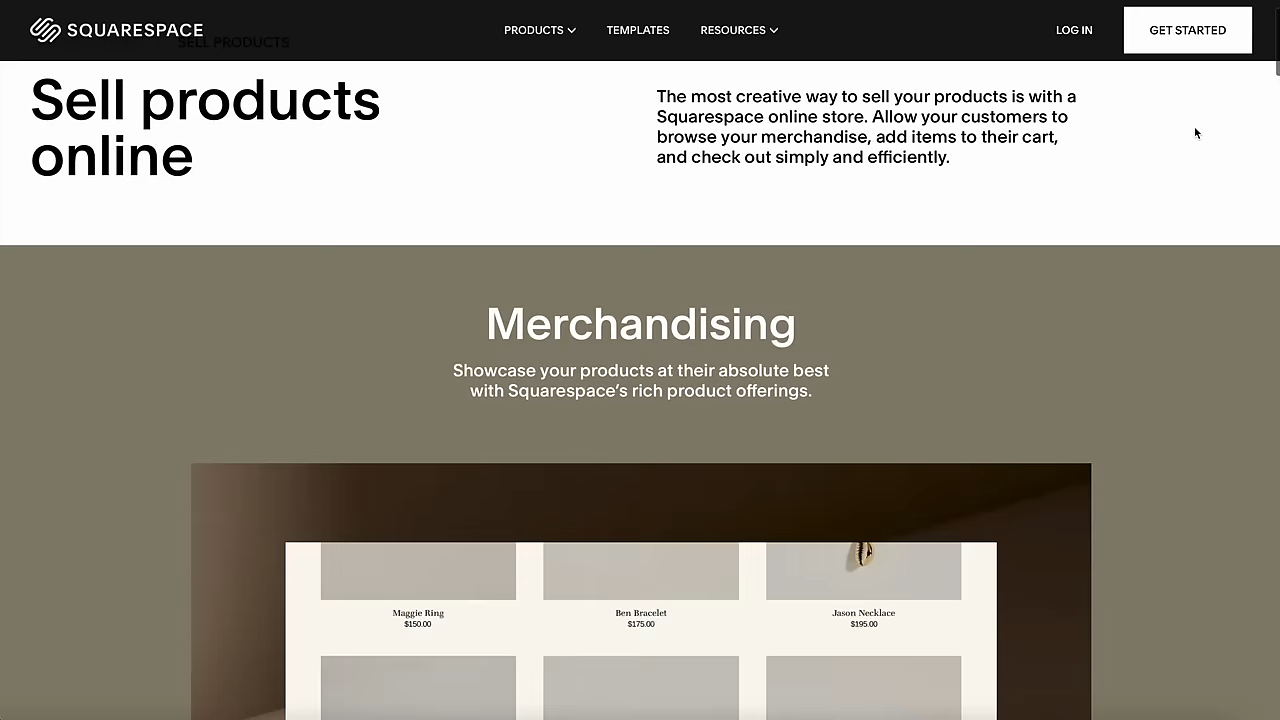 SQUARESPACE
SELL PRODUCTS
PRODUCTS
TEMPLATES
RESOURCES
LOG IN
GET STARTED
Sell products
online
The most creative way to sell your products is with a
Squarespace online store. Allow your customers to
browse your merchandise, add items to their cart,
and check out simply and efficiently.
Merchandising
Showcase your products at their absolute best
with Squarespace’s rich product offerings.
Maggie Ring
$150.00
Ben Bracelet
$175.00
Jason Necklace
$195.00